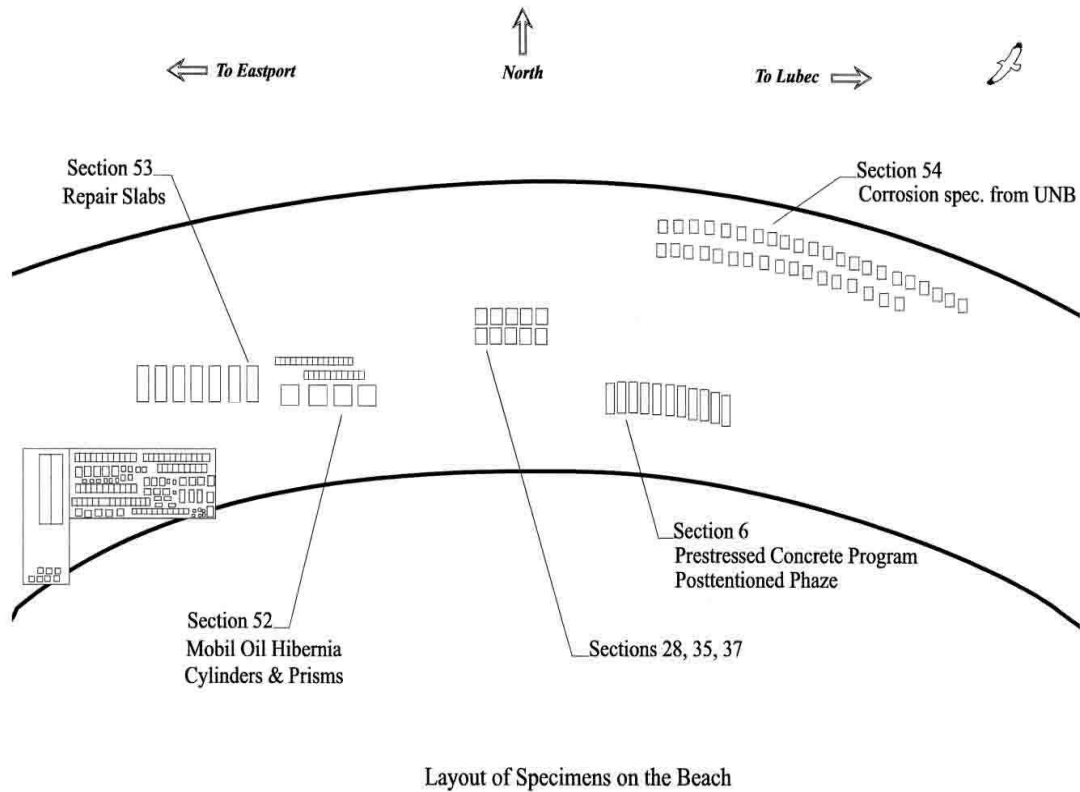 To Eastport
North
To Lubec
Section 53
Repair Slabs
Section 54
Corrosion spec. from UNB
Section 6
Prestressed Concrete Program
Posttentioned Phaze
Section 52
Mobil Oil Hibernia
Cylinders & Prisms
Sections 28, 35, 37
Layout of Specimens on the Beach